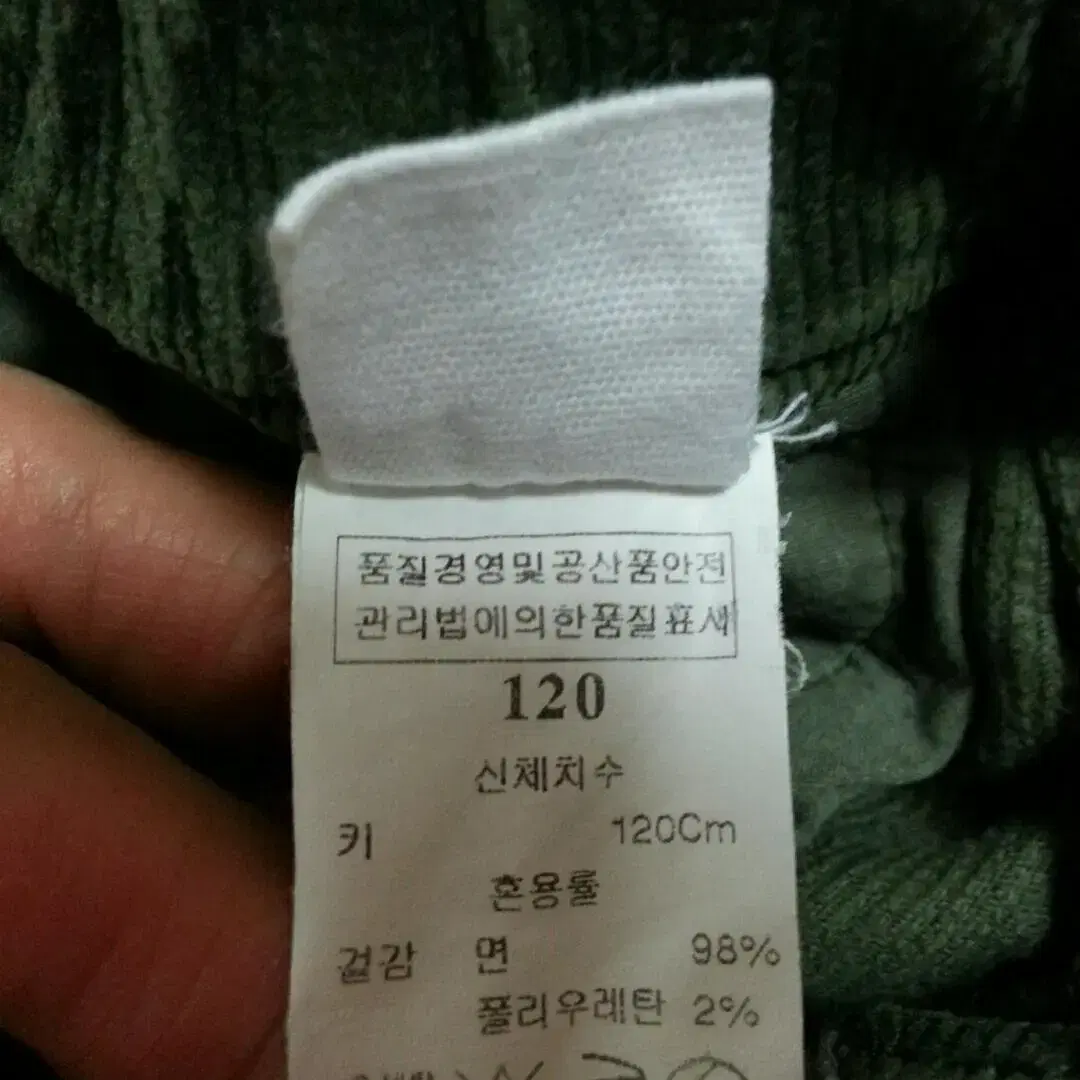 품질경영및공산품안전
관리법에의한품질표시
120
신체치수
키 120Cm
혼용률
겉감 면 98%
폴리우레탄 2%